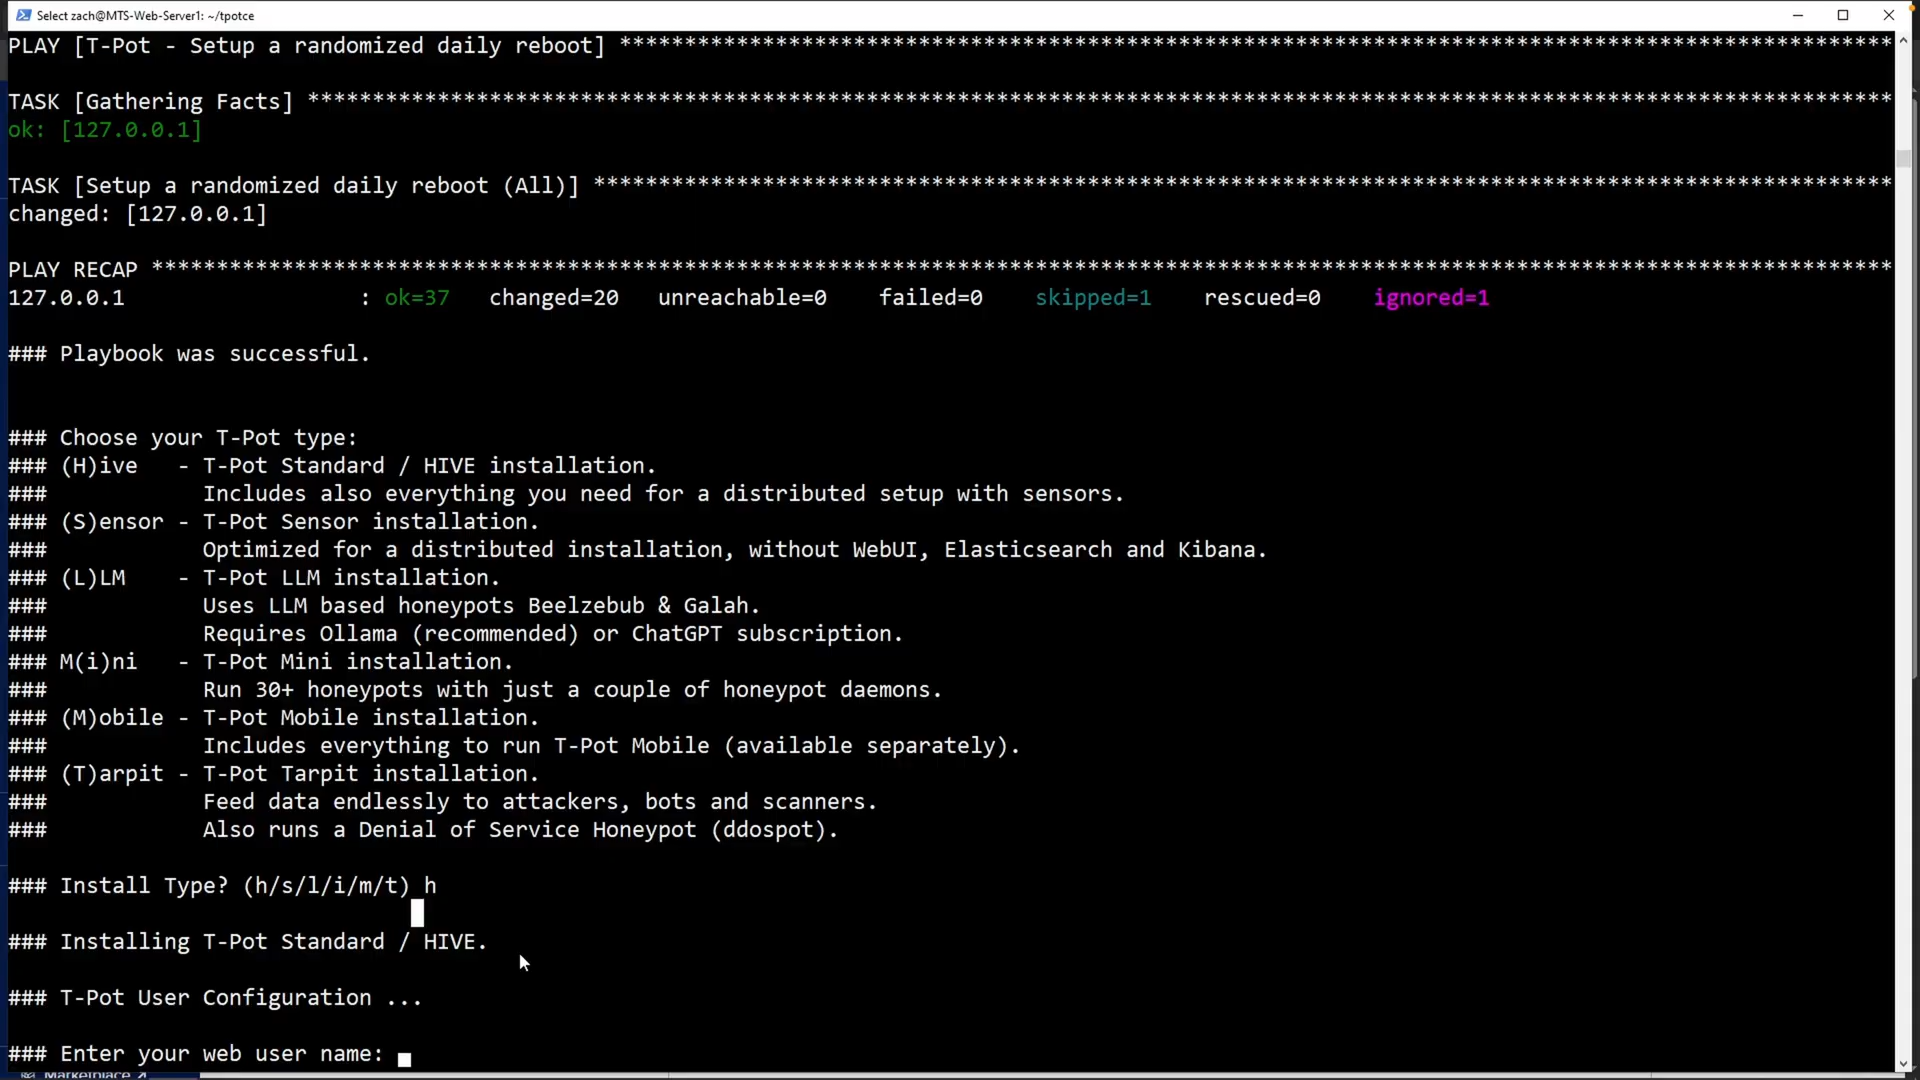 Select zach@MTS-Web-Server1: ~/tpotce
PLAY [T-Pot - Setup a randomized daily reboot] **************************************************************************************************
TASK [Gathering Facts] **************************************************************************************************************************
ok: [127.0.0.1]
TASK [Setup a randomized daily reboot (All)] ****************************************************************************************************
changed: [127.0.0.1]
PLAY RECAP **************************************************************************************************************************************
127.0.0.1                  : ok=37   changed=20   unreachable=0    failed=0    skipped=1    rescued=0    ignored=1
### Playbook was successful.
### Choose your T-Pot type:
### (H)ive   - T-Pot Standard / HIVE installation.
###            Includes also everything you need for a distributed setup with sensors.
### (S)ensor - T-Pot Sensor installation.
###            Optimized for a distributed installation, without WebUI, Elasticsearch and Kibana.
### (L)LM    - T-Pot LLM installation.
###            Uses LLM based honeypots Beelzebub & Galah.
###            Requires Ollama (recommended) or ChatGPT subscription.
### M(i)ni   - T-Pot Mini installation.
###            Run 30+ honeypots with just a couple of honeypot daemons.
### (M)obile - T-Pot Mobile installation.
###            Includes everything to run T-Pot Mobile (available separately).
### (T)arpit - T-Pot Tarpit installation.
###            Feed data endlessly to attackers, bots and scanners.
###            Also runs a Denial of Service Honeypot (ddospot).
### Install Type? (h/s/l/i/m/t) h
### Installing T-Pot Standard / HIVE.
### T-Pot User Configuration ...
### Enter your web user name:
Marketplace